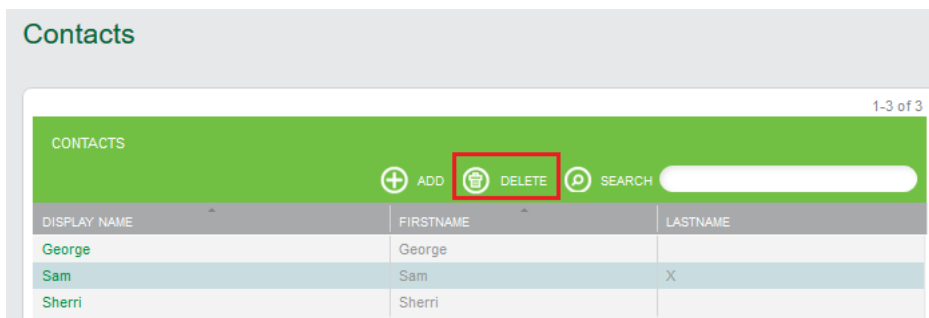 Contacts
1-3 of 3
CONTACTS
ADD DELETE SEARCH
DISPLAY NAME FIRSTNAME LASTNAME
George George
Sam Sam X
Sherri Sherri